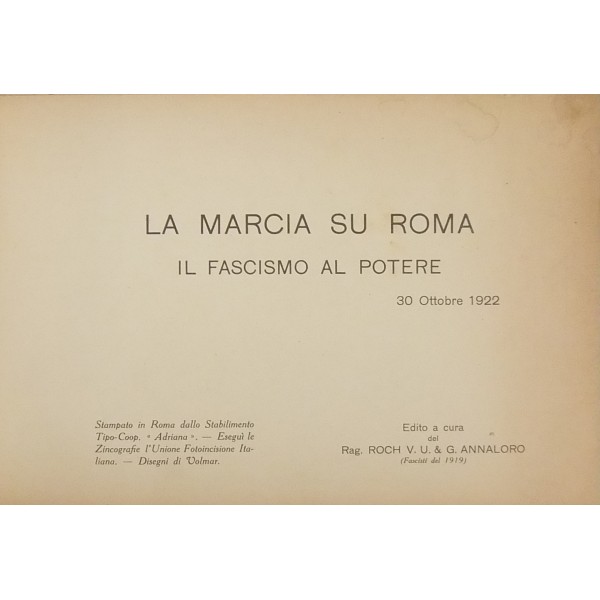 LA MARCIA SU ROMA
IL FASCISMO AL POTERE
30 Ottobre 1922
Stampato in Roma dallo Stabilimento
Tipo-Coop. « Adriana ». — Eseguì le
Zincografie l'Unione Fotoincisione Ita-
liana. — Disegni di Volmar.
Edito a cura
del
Rag. ROCH V. U. & G. ANNALORO
(Fascisti del 1919)